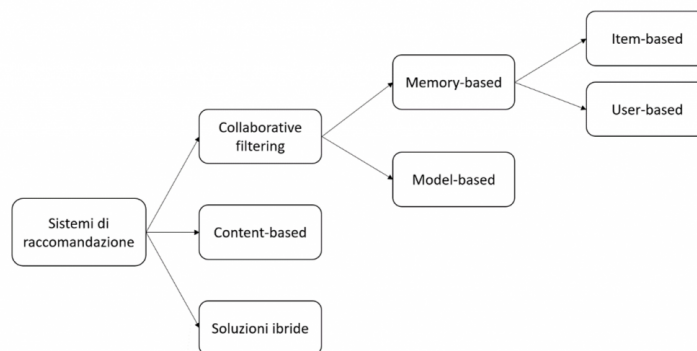 Sistemi di
raccomandazione
Collaborative
filtering
Content-based
Soluzioni ibride
Memory-based
Model-based
Item-based
User-based